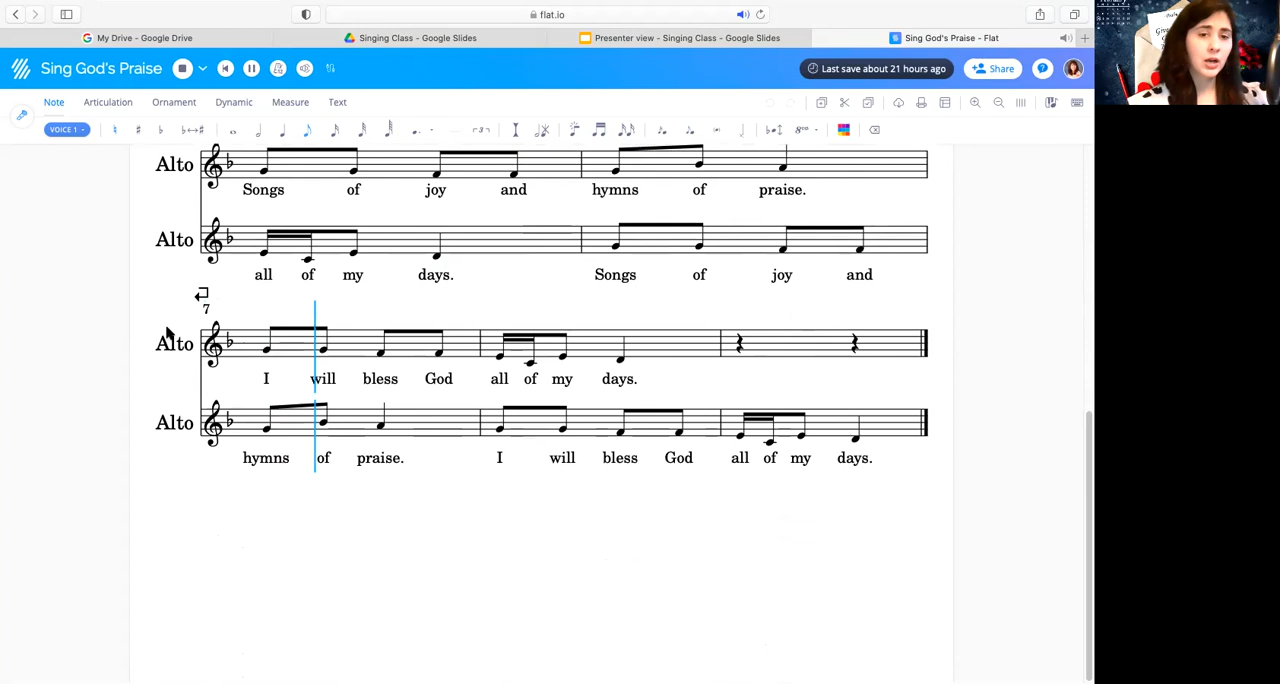 flat.io
My Drive - Google Drive
Singing Class - Google Slides
Presenter view - Singing Class - Google Slides
Sing God's Praise - Flat
Sing God's Praise
Last save about 21 hours ago
Share
Note Articulation Ornament Dynamic Measure Text
VOICE 1
3
8va
Alto
Songs of joy and hymns of praise.
Alto
all of my days. Songs of joy and
7
Alto
I will bless God all of my days.
Alto
hymns of praise. I will bless God all of my days.